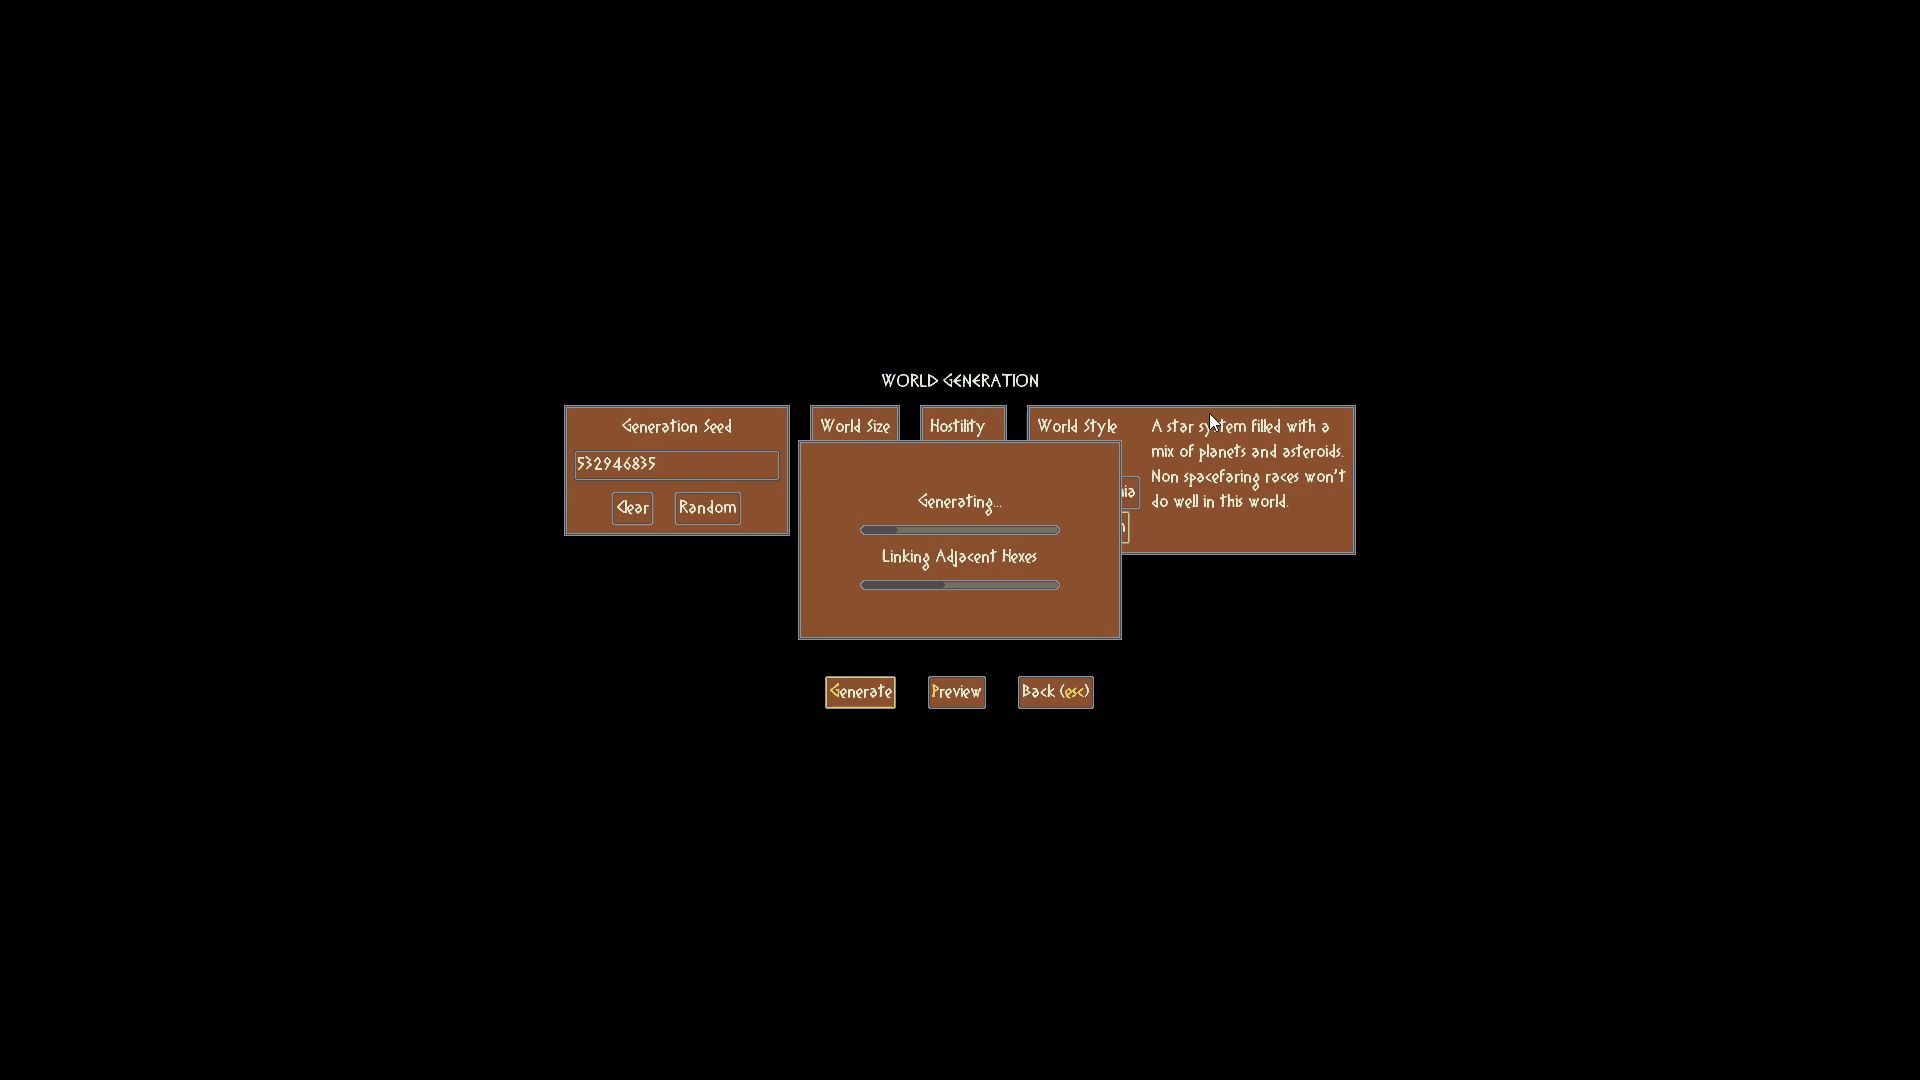 WORLD GENERATION
Generation Seed
532946835
Clear
Random
World Size
Hostility
World Style
A star system filled with a
mix of planets and asteroids.
Non spacefaring races won't
do well in this world.
Generating...
Linking Adjacent Hexes
Generate
Preview
Back (esc)